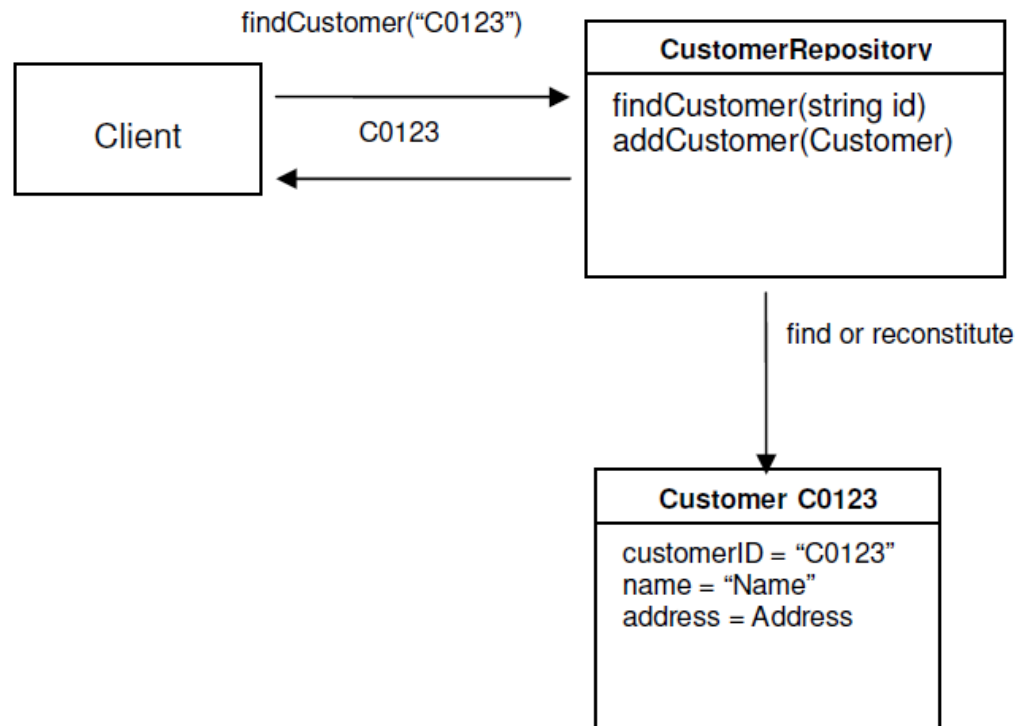 findCustomer(“C0123”)
CustomerRepository
Client
C0123
findCustomer(string id)
addCustomer(Customer)
find or reconstitute
Customer C0123
customerID = “C0123”
name = “Name”
address = Address